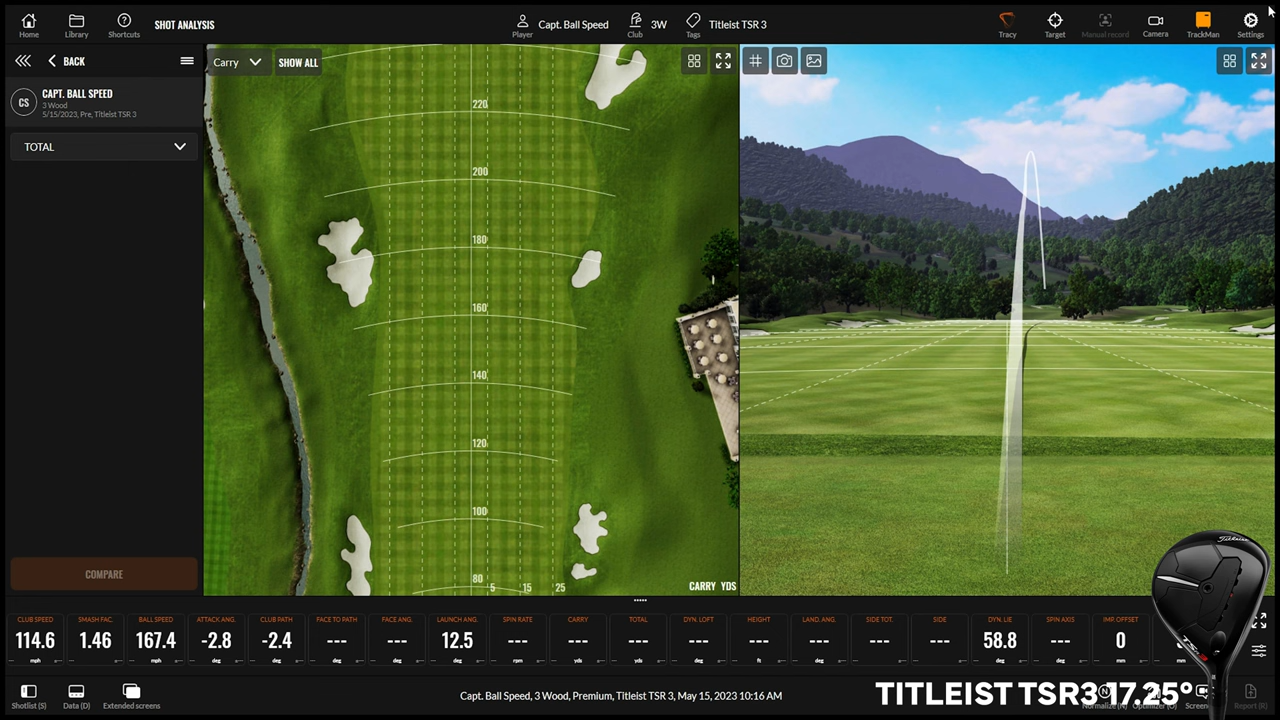 Home
Library
Shortcuts
SHOT ANALYSIS
Player
Capt. Ball Speed
Club
3W
Tags
Titleist TSR 3
Tracy
Target
Manual record
Camera
TrackMan
Settings
BACK
CS
CAPT. BALL SPEED
3 Wood
5/15/2023, Pre, Titleist TSR 3
TOTAL
COMPARE
Carry
SHOW ALL
220
200
180
160
140
120
100
80
5 15 25
CARRY YDS
CLUB SPEED
114.6
mph
SMASH FAC.
1.46
BALL SPEED
167.4
mph
ATTACK ANG.
-2.8
deg
CLUB PATH
-2.4
deg
FACE TO PATH
---
deg
FACE ANG.
---
deg
LAUNCH ANG.
12.5
deg
SPIN RATE
---
rpm
CARRY
---
yds
TOTAL
---
yds
DYN. LOFT
---
deg
HEIGHT
---
ft
LAND. ANG.
---
deg
SIDE TOT.
---
SIDE
---
DYN. LIE
58.8
deg
SPIN AXIS
---
deg
IMP. OFFSET
0
mm
mm
Titleist
Shotlist (S)
Data (D)
Extended screens
Capt. Ball Speed, 3 Wood, Premium, Titleist TSR 3, May 15, 2023 10:16 AM
TITLEIST TSR3 17.25°
Normalize (N)
Optimizer (O)
Screen
Report (R)